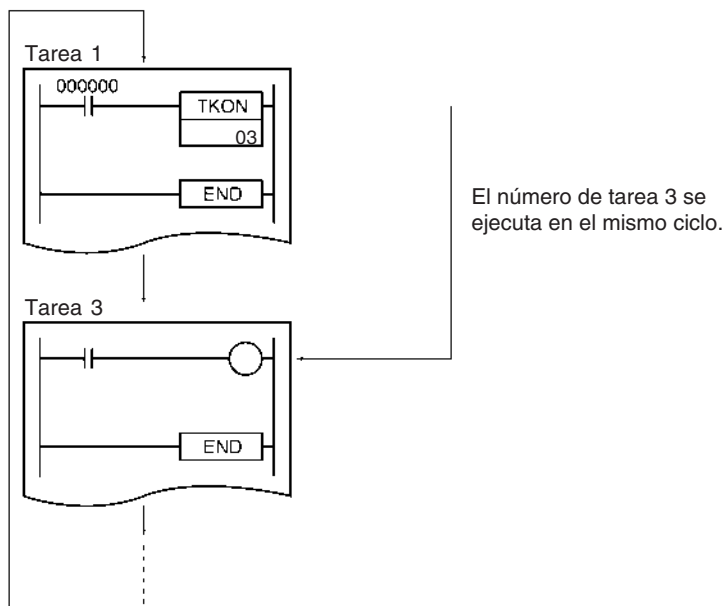 Tarea 1
000000
TKON
03
END
El número de tarea 3 se
ejecuta en el mismo ciclo.
Tarea 3
END